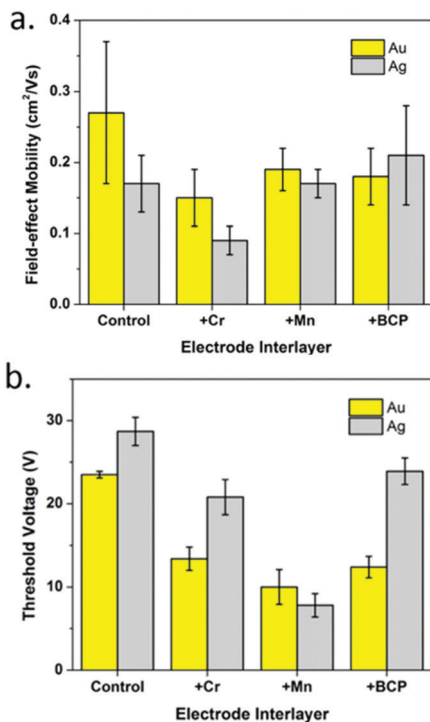 a.
Field-effect Mobility (cm²/Vs)
0.4
0.3
0.2
0.1
0.0
Au
Ag
Control +Cr +Mn +BCP
Electrode Interlayer
b.
Threshold Voltage (V)
30
20
10
0
Au
Ag
Control +Cr +Mn +BCP
Electrode Interlayer